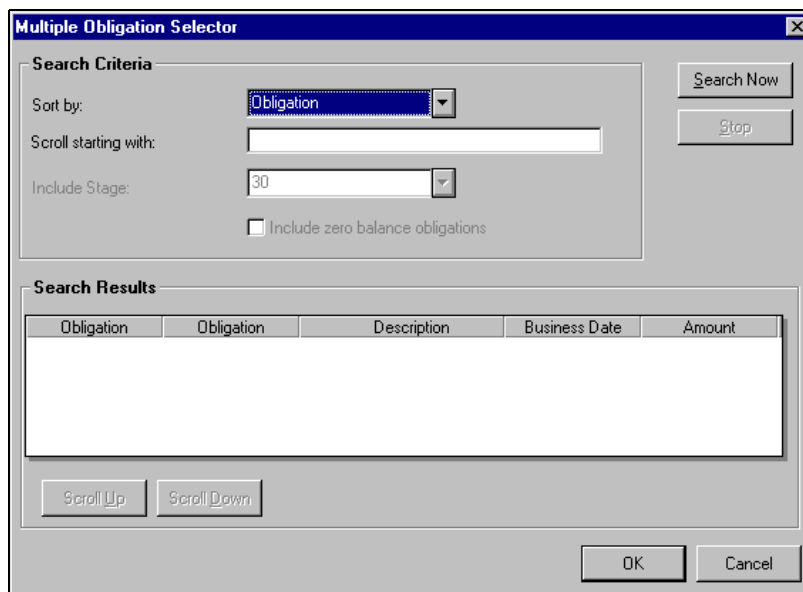 Multiple Obligation Selector
Search Criteria
Sort by: Obligation
Search Now
Scroll starting with:
Stop
Include Stage: 30
Include zero balance obligations
Search Results
Obligation Obligation Description Business Date Amount
Scroll Up Scroll Down
OK Cancel